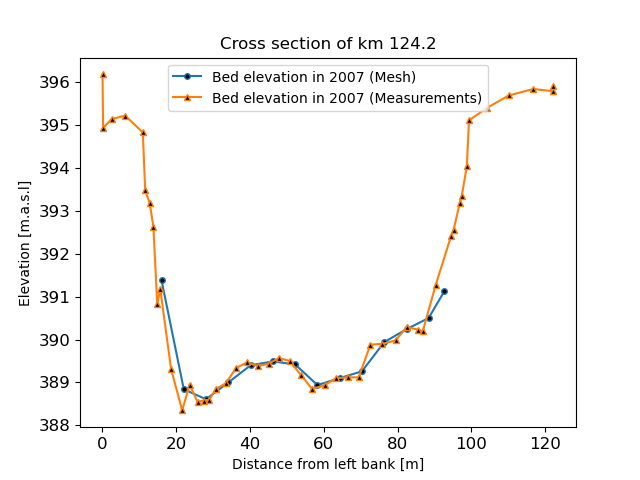 Cross section of km 124.2
Bed elevation in 2007 (Mesh)
Bed elevation in 2007 (Measurements)
Elevation [m.a.s.l]
396
395
394
393
392
391
390
389
388
0 20 40 60 80 100 120
Distance from left bank [m]